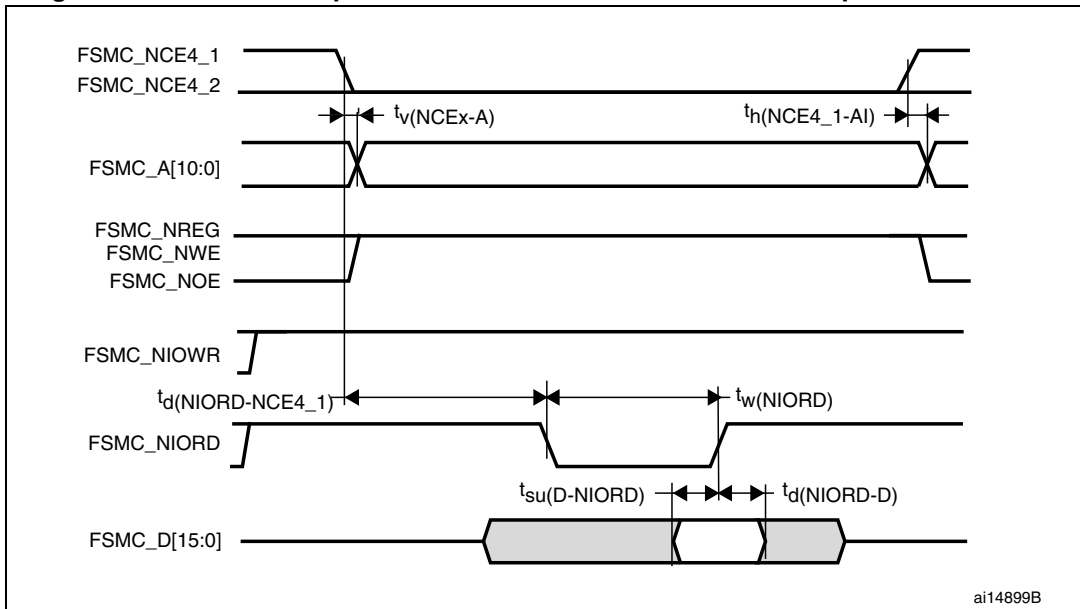 FSMC_NCE4_1
FSMC_NCE4_2
tv(NCEx-A)
th(NCE4_1-AI)
FSMC_A[10:0]
FSMC_NREG
FSMC_NWE
FSMC_NOE
FSMC_NIOWR
td(NIORD-NCE4_1)
tw(NIORD)
FSMC_NIORD
tsu(D-NIORD)
td(NIORD-D)
FSMC_D[15:0]
ai14899B